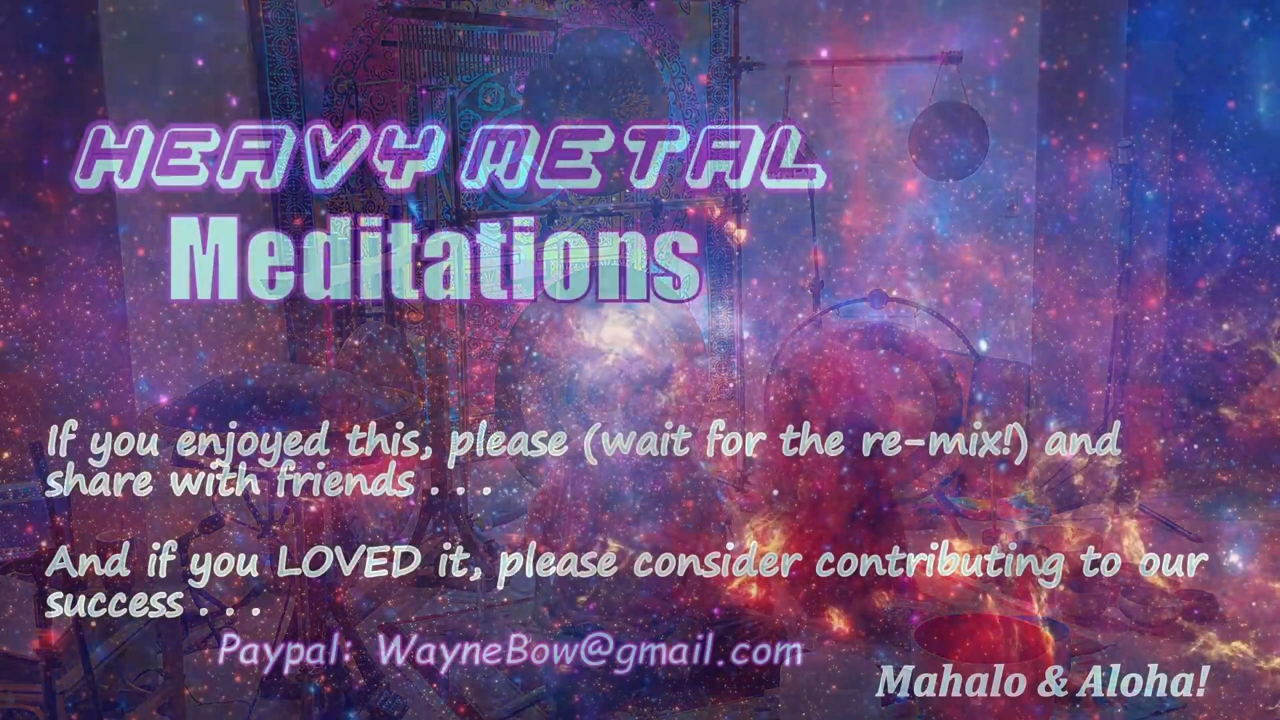 HEAVY METAL
Meditations
If you enjoyed this, please (wait for the re-mix!) and
share with friends . . .
And if you LOVED it, please consider contributing to our
success . . .
Paypal: WayneBow@gmail.com
Mahalo & Aloha!